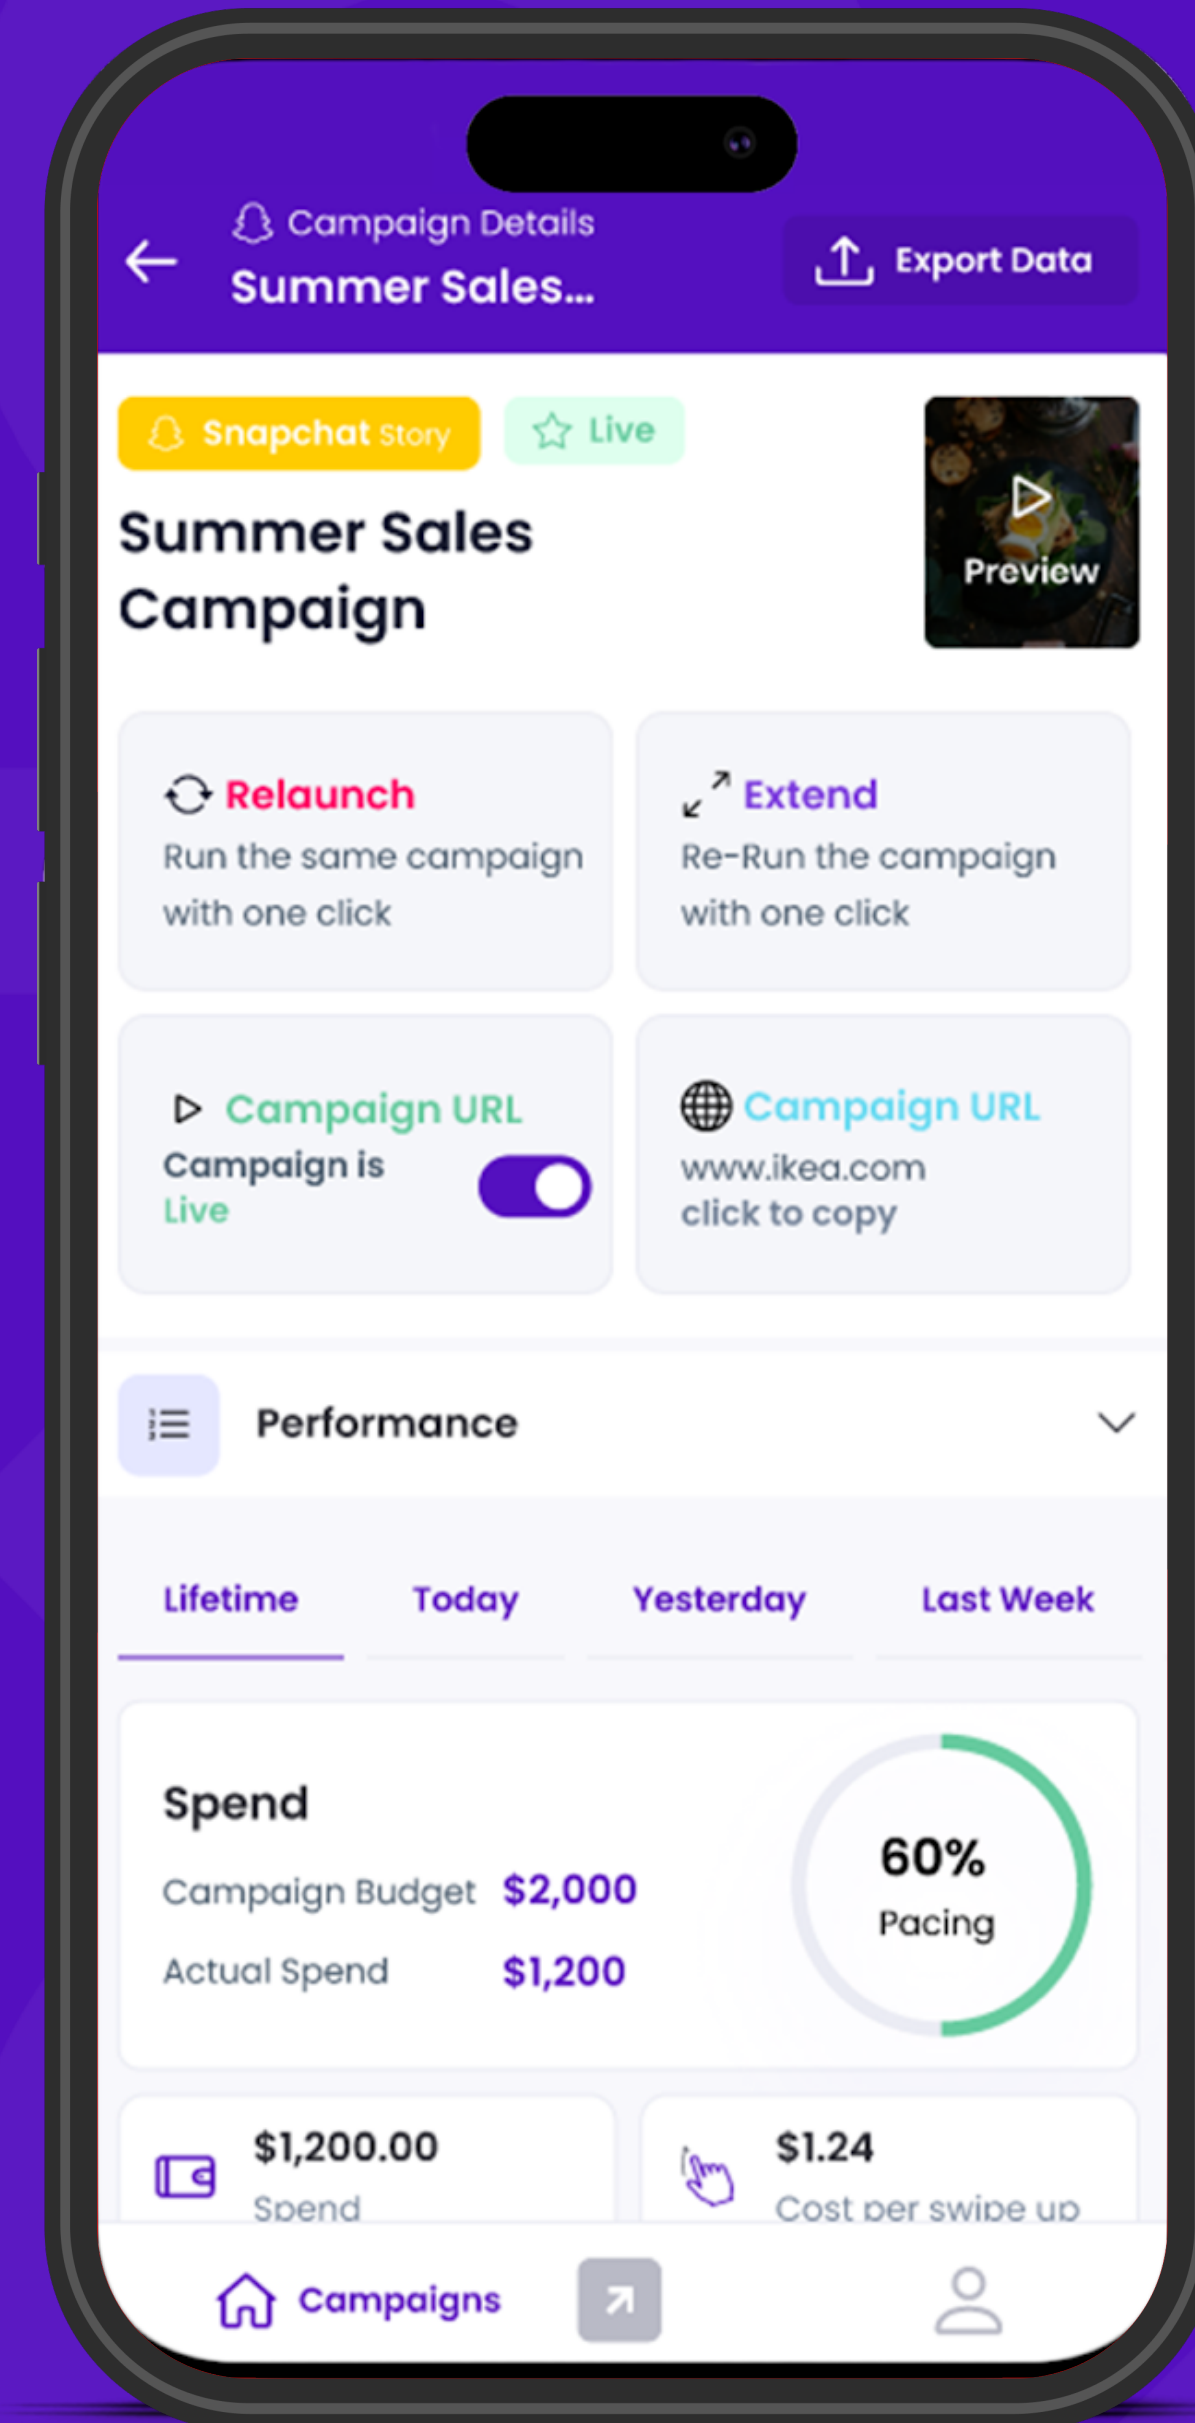 Campaign Details
Summer Sales...
Export Data
Snapchat Story
Live
Summer Sales
Campaign
Preview
Relaunch
Run the same campaign
with one click
Extend
Re-Run the campaign
with one click
Campaign URL
Campaign is
Live
Campaign URL
www.ikea.com
click to copy
Performance
Lifetime
Today
Yesterday
Last Week
Spend
Campaign Budget $2,000
Actual Spend $1,200
60%
Pacing
$1,200.00
Spend
$1.24
Cost per swipe up
Campaigns